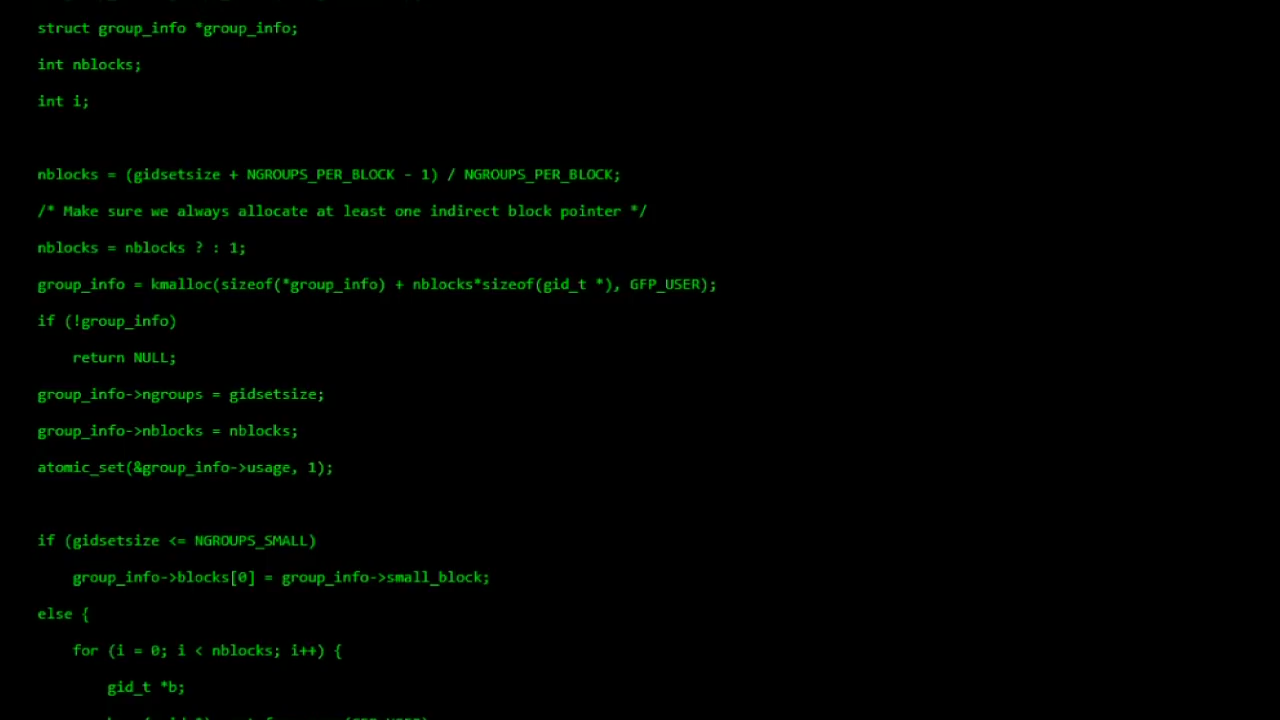 struct group_info *group_info;
int nblocks;
int i;
nblocks = (gidsetsize + NGROUPS_PER_BLOCK - 1) / NGROUPS_PER_BLOCK;
/* Make sure we always allocate at least one indirect block pointer */
nblocks = nblocks ? : 1;
group_info = kmalloc(sizeof(*group_info) + nblocks*sizeof(gid_t *), GFP_USER);
if (!group_info)
return NULL;
group_info->ngroups = gidsetsize;
group_info->nblocks = nblocks;
atomic_set(&group_info->usage, 1);
if (gidsetsize <= NGROUPS_SMALL)
group_info->blocks[0] = group_info->small_block;
else {
for (i = 0; i < nblocks; i++) {
gid_t *b;